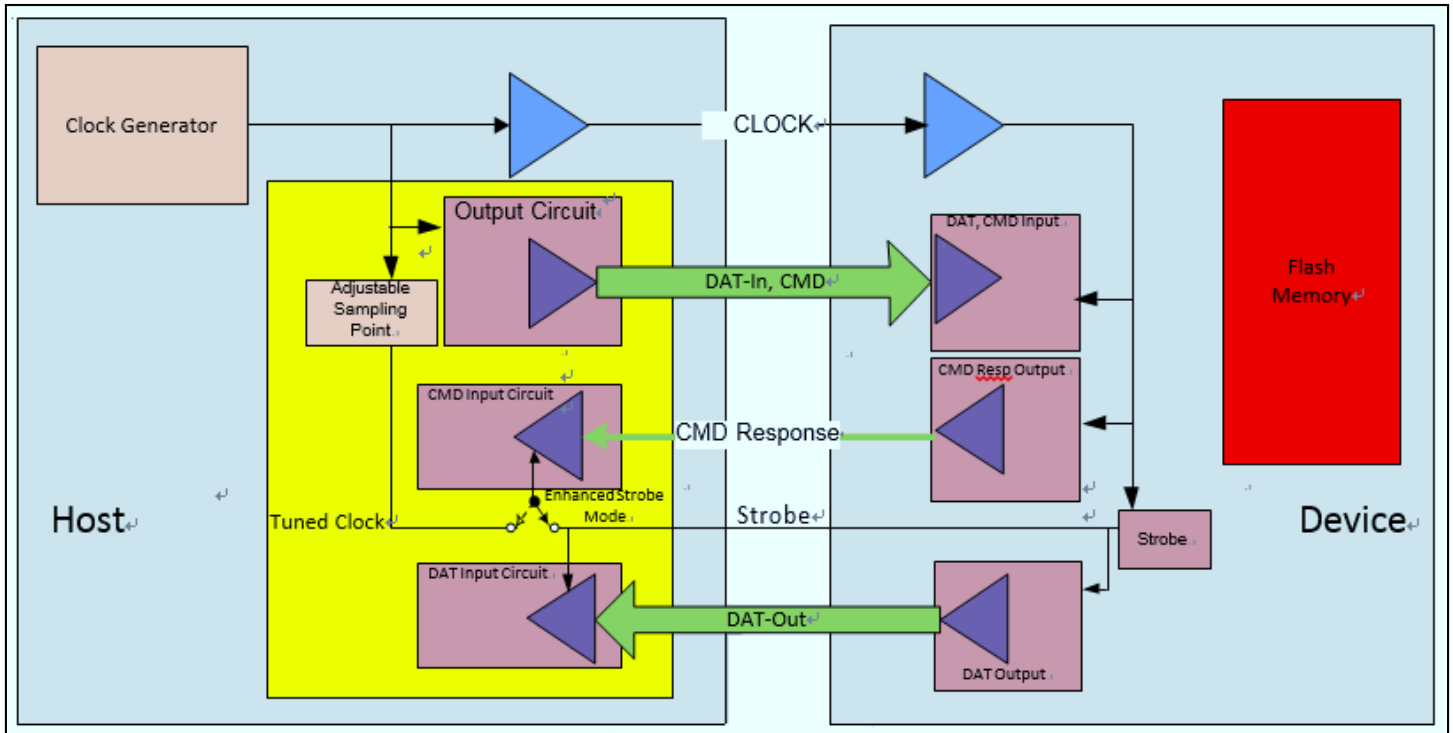 Clock Generator
CLOCK
Output Circuit
DAT, CMD Input
Flash
Memory
DAT-In, CMD
Adjustable
Sampling
Point
CMD Input Circuit
CMD Resp Output
CMD Response
Enhanced Strobe
Mode
Host
Tuned Clock
Strobe
Device
Strobe
DAT Input Circuit
DAT-Out
DAT Output